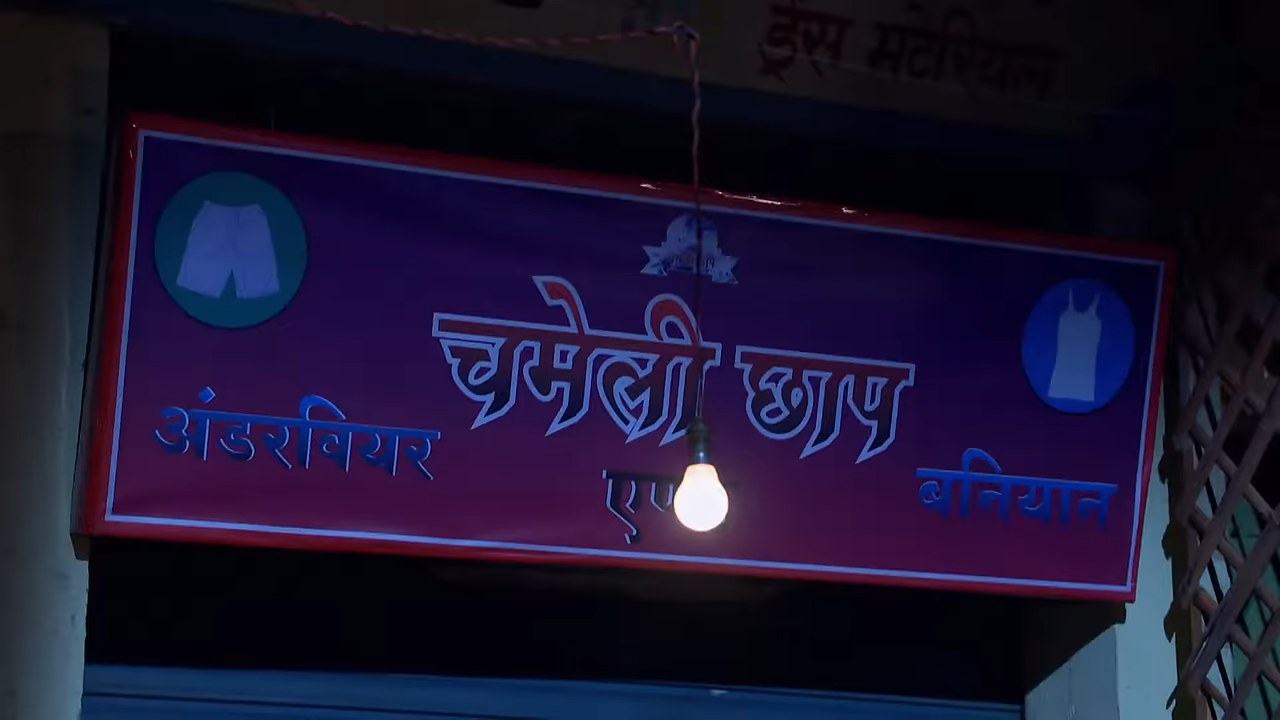 ड्रेस मटेरियल
चमेली छाप
अंडरवियर
बनियान